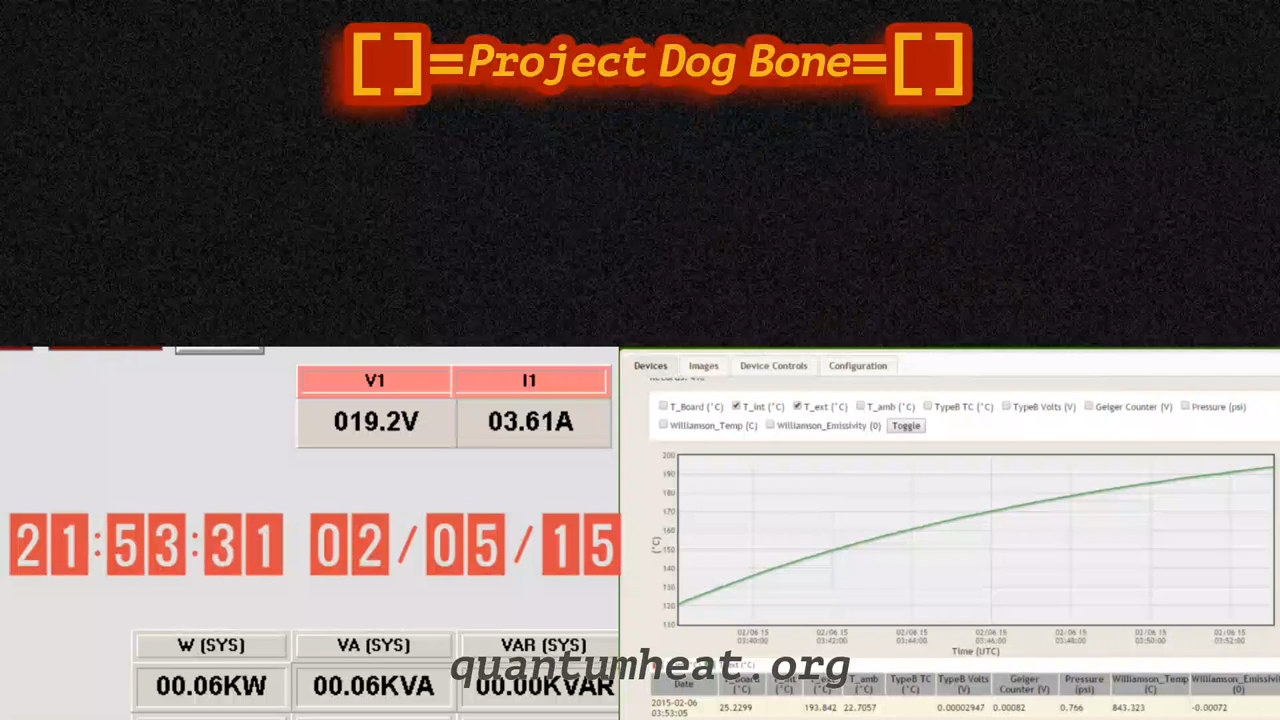 []=Project Dog Bone=[]
V1 I1
019.2V 03.61A
21:53:31 02/05/15
W (SYS) VA (SYS) VAR (SYS)
00.06KW 00.06KVA 00.00KVAR
Devices Images Device Controls Configuration
T_Board (°C) T_int (°C) T_ext (°C) T_amb (°C) TypeB TC (°C) TypeB Volts (V) Geiger Counter (V) Pressure (psi)
Williamson_Temp (C) Williamson_Emissivity (0) Toggle
200
190
180
170
160
150
140
130
120
110
(°C)
02/06 15 02/06 15 02/06 15 02/06 15 02/06 15 02/06 15 02/06 15
03:40:00 03:42:00 03:44:00 03:46:00 03:48:00 03:50:00 03:52:00
Time (UTC)
quantumheat.org
Date T_Board (°C) T_int (°C) (°C) T_amb (°C) TypeB TC (°C) TypeB Volts (V) Geiger Counter (V) Pressure (psi) Williamson_Temp (C) (0)
2015-02-06 03:53:05 25.2299 193.842 22.7057 0.00002947 0.00082 0.766 843.323 -0.00072